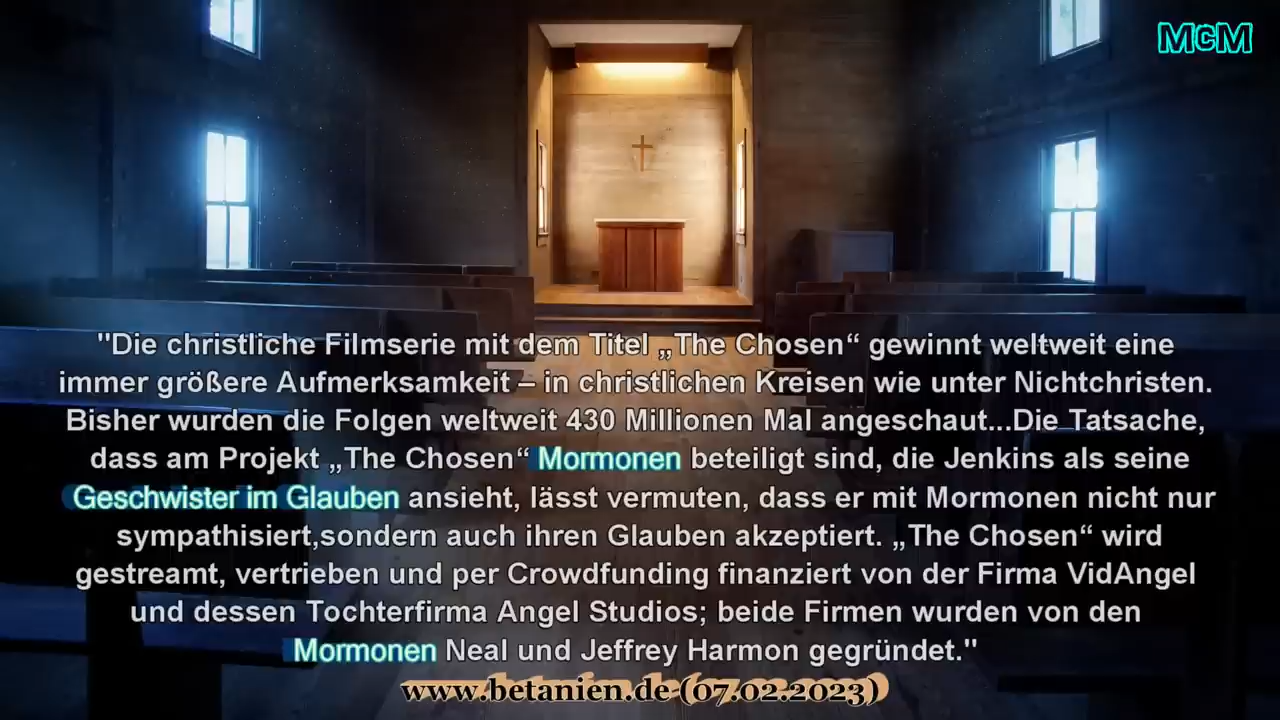 McM
"Die christliche Filmserie mit dem Titel „The Chosen“ gewinnt weltweit eine
immer größere Aufmerksamkeit – in christlichen Kreisen wie unter Nichtchristen.
Bisher wurden die Folgen weltweit 430 Millionen Mal angeschaut...Die Tatsache,
dass am Projekt „The Chosen“ Mormonen beteiligt sind, die Jenkins als seine
Geschwister im Glauben ansieht, lässt vermuten, dass er mit Mormonen nicht nur
sympathisiert,sondern auch ihren Glauben akzeptiert. „The Chosen“ wird
gestreamt, vertrieben und per Crowdfunding finanziert von der Firma VidAngel
und dessen Tochterfirma Angel Studios; beide Firmen wurden von den
Mormonen Neal und Jeffrey Harmon gegründet."
www.betanien.de (07.02.2023)